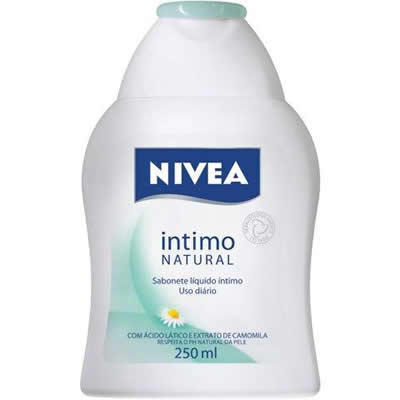 NIVEA
intimo
NATURAL
Sabonete líquido íntimo
Uso diário
COM ÁCIDO LÁTICO E EXTRATO DE CAMOMILA
RESPEITA O PH NATURAL DA PELE
250 ml